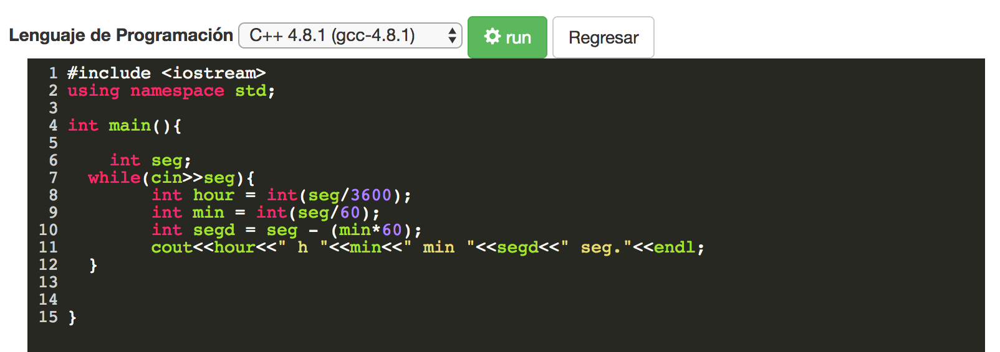 Lenguaje de Programación C++ 4.8.1 (gcc-4.8.1) run Regresar
1 #include <iostream>
2 using namespace std;
3
4 int main(){
5
6     int seg;
7   while(cin>>seg){
8         int hour = int(seg/3600);
9         int min = int(seg/60);
10         int segd = seg - (min*60);
11         cout<<hour<<" h "<<min<<" min "<<segd<<" seg."<<endl;
12   }
13
14
15 }